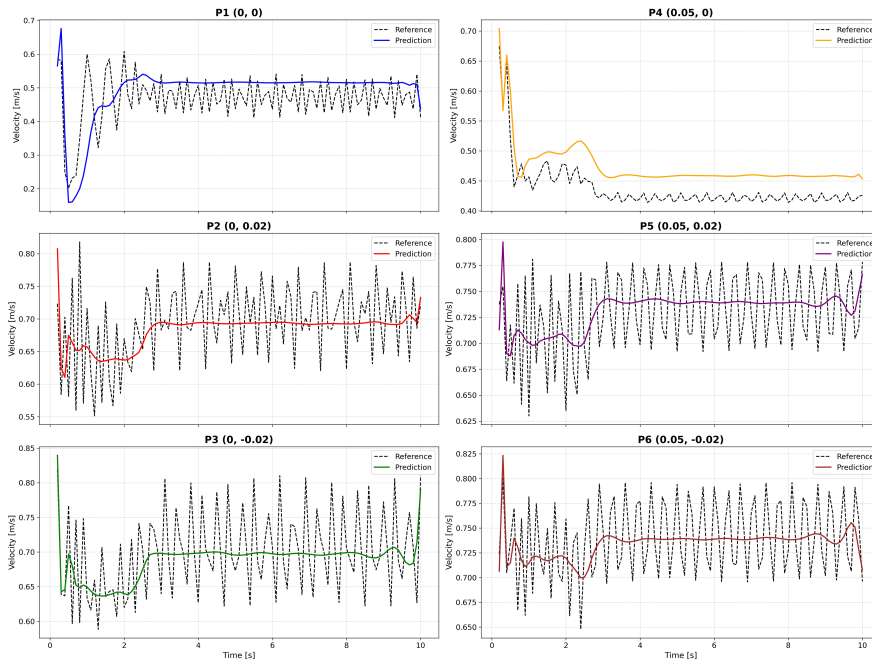 P1 (0, 0)
Velocity [m/s]
0.7
0.6
0.5
0.4
0.3
0.2
Reference
Prediction
P4 (0.05, 0)
Velocity [m/s]
0.70
0.65
0.60
0.55
0.50
0.45
0.40
Reference
Prediction
P2 (0, 0.02)
Velocity [m/s]
0.80
0.75
0.70
0.65
0.60
0.55
Reference
Prediction
P5 (0.05, 0.02)
Velocity [m/s]
0.800
0.775
0.750
0.725
0.700
0.675
0.650
0.625
Reference
Prediction
P3 (0, -0.02)
Velocity [m/s]
0.85
0.80
0.75
0.70
0.65
0.60
Reference
Prediction
0 2 4 6 8 10
Time [s]
P6 (0.05, -0.02)
Velocity [m/s]
0.825
0.800
0.775
0.750
0.725
0.700
0.675
0.650
Reference
Prediction
0 2 4 6 8 10
Time [s]